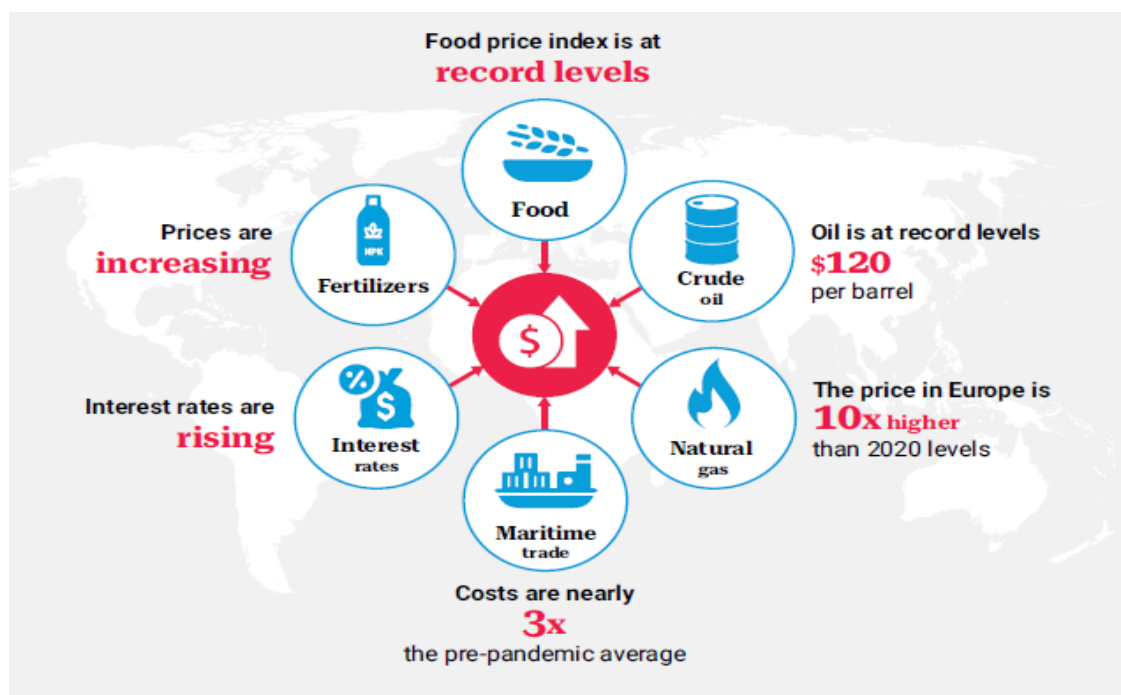 Food price index is at
record levels
Food
Prices are
increasing
NPK
Fertilizers
Crude
oil
Oil is at record levels
$120
per barrel
$
Interest rates are
rising
%
$
Interest
rates
Natural
gas
The price in Europe is
10x higher
than 2020 levels
Maritime
trade
Costs are nearly
3x
the pre-pandemic average